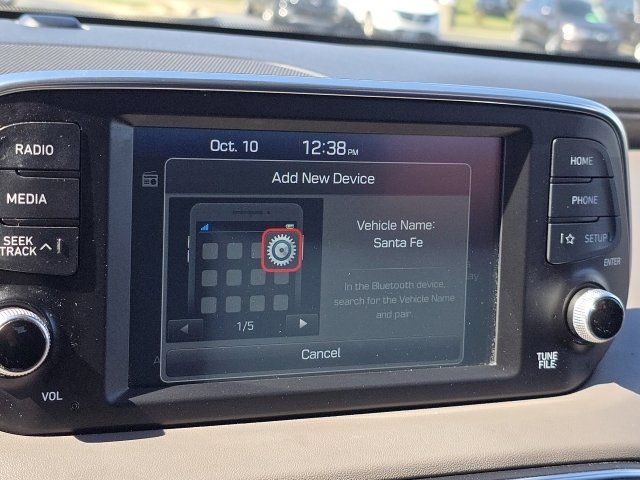 Oct. 10 12:38PM
Add New Device
Vehicle Name:
Santa Fe
In the Bluetooth device,
search for the Vehicle Name
and pair.
1/5
Cancel
RADIO
MEDIA
SEEK
TRACK
VOL
HOME
PHONE
SETUP
ENTER
TUNE
FILE